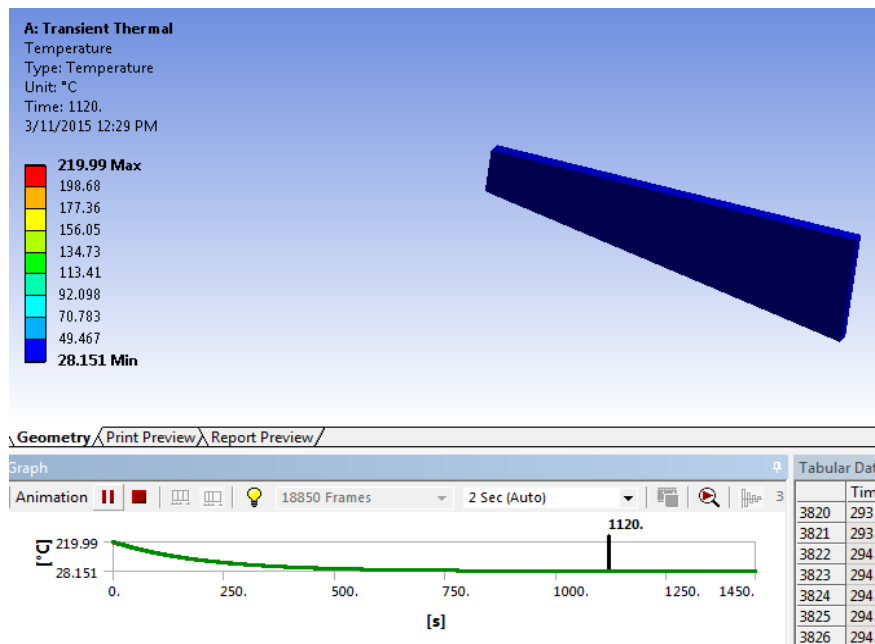 A: Transient Thermal
Temperature
Type: Temperature
Unit: °C
Time: 1120.
3/11/2015 12:29 PM
219.99 Max
198.68
177.36
156.05
134.73
113.41
92.098
70.783
49.467
28.151 Min
Geometry Print Preview Report Preview
Graph
Tabular Dat
Animation 18850 Frames 2 Sec (Auto) 3
Tim
3820 293.
3821 293.
3822 294.
3823 294.
3824 294.
3825 294.
3826 294.
1120.
[°C] 219.99
28.151
0. 250. 500. 750. 1000. 1250. 1450.
[s]